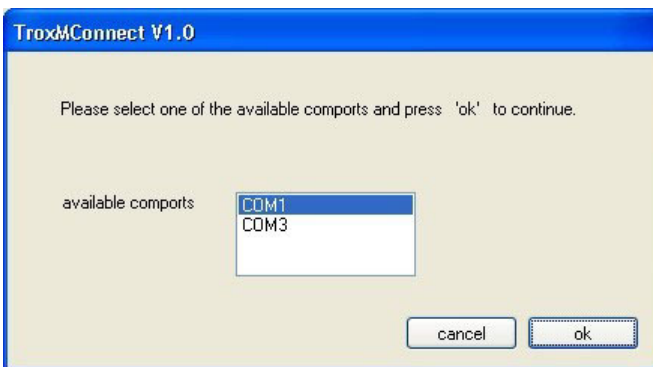 TroxMConnect V1.0
Please select one of the available comports and press 'ok' to continue.
available comports
COM1
COM3
cancel
ok